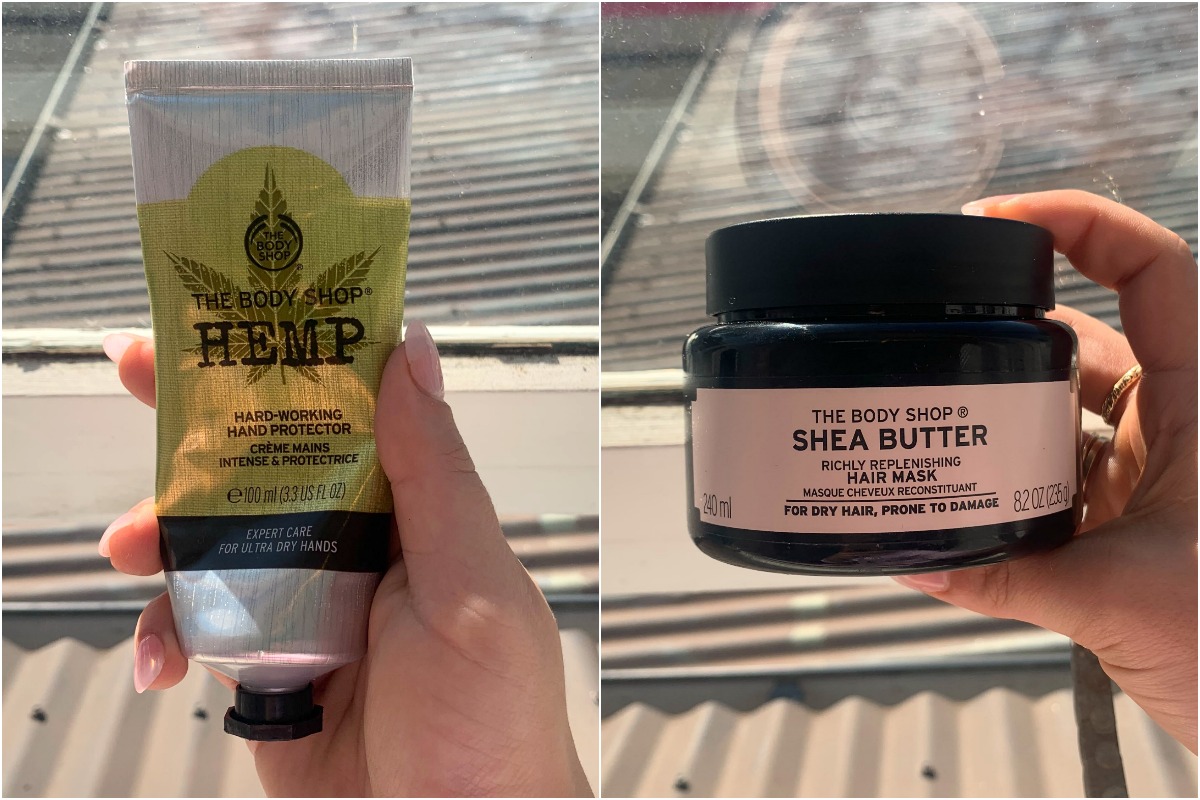 THE
BODY
SHOP
®
THE BODY SHOP®
HEMP
HARD-WORKING
HAND PROTECTOR
CRÈME MAINS
INTENSE & PROTECTRICE
℮100 ml (3.3 US FL OZ)
EXPERT CARE
FOR ULTRA DRY HANDS
THE BODY SHOP ®
SHEA BUTTER
RICHLY REPLENISHING
HAIR MASK
MASQUE CHEVEUX RECONSTITUANT
240 ml
FOR DRY HAIR, PRONE TO DAMAGE
8.2 OZ (235 g)